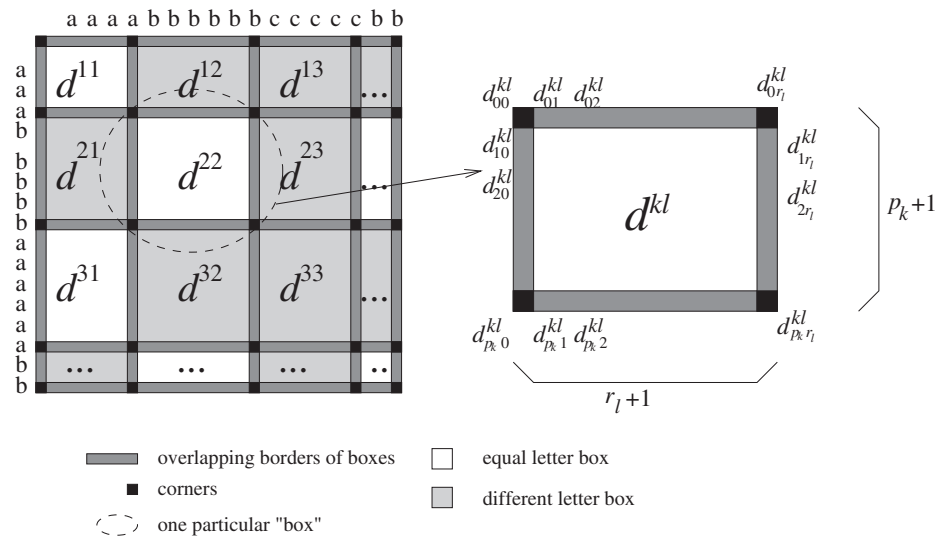 a a a a b b b b b b c c c c c b b
a
a
a
b
b
b
b
b
a
a
a
a
a
a
b
b
d^11 d^12 d^13 ...
d^21 d^22 d^23 ...
d^31 d^32 d^33 ...
... ... ... ..
d^kl_00 d^kl_01 d^kl_02 d^kl_0r_l
d^kl_10 d^kl_1r_l
d^kl_20 d^kl_2r_l
d^kl
p_k+1
d^kl_p_k0 d^kl_p_k1 d^kl_p_k2 d^kl_p_kr_l
r_l+1
overlapping borders of boxes
corners
one particular "box"
equal letter box
different letter box